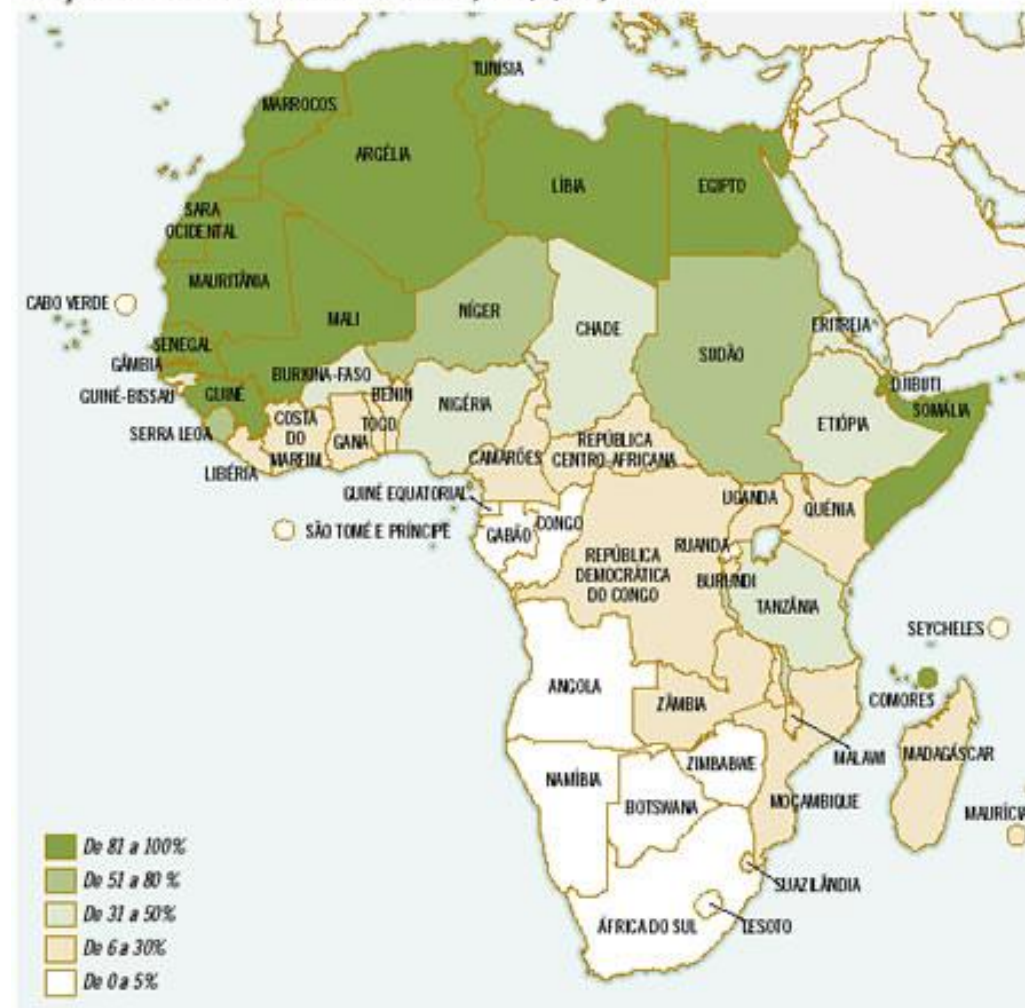 TUNÍSIA
MARROCOS
ARGÉLIA
LÍBIA
EGIPTO
SARA
OCIDENTAL
MAURITÂNIA
CABO VERDE
MALI
NÍGER
CHADE
SUDÃO
ERITREIA
SENEGAL
GÂMBIA
GUINÉ-BISSAU
GUINÉ
BURKINA-FASO
BENIN
NIGÉRIA
DJIBUTI
SOMÁLIA
ETIÓPIA
SERRA LEOA
COSTA
DO
MARFIM
GANA
TOGO
LIBÉRIA
CAMARÕES
REPÚBLICA
CENTRO-AFRICANA
GUINÉ EQUATORIAL
SÃO TOMÉ E PRÍNCIPE
GABÃO
CONGO
UGANDA
QUÉNIA
RUANDA
REPÚBLICA
DEMOCRÁTICA
DO CONGO
BURUNDI
TANZÂNIA
SEYCHELES
COMORES
ANGOLA
ZÂMBIA
MALAWI
MADAGÁSCAR
NAMÍBIA
ZIMBABWE
BOTSWANA
MOÇAMBIQUE
MAURÍCI
SUAZILÂNDIA
ÁFRICA DO SUL
LESOTO
De 81 a 100%
De 51 a 80 %
De 31 a 50%
De 6 a 30%
De 0 a 5%